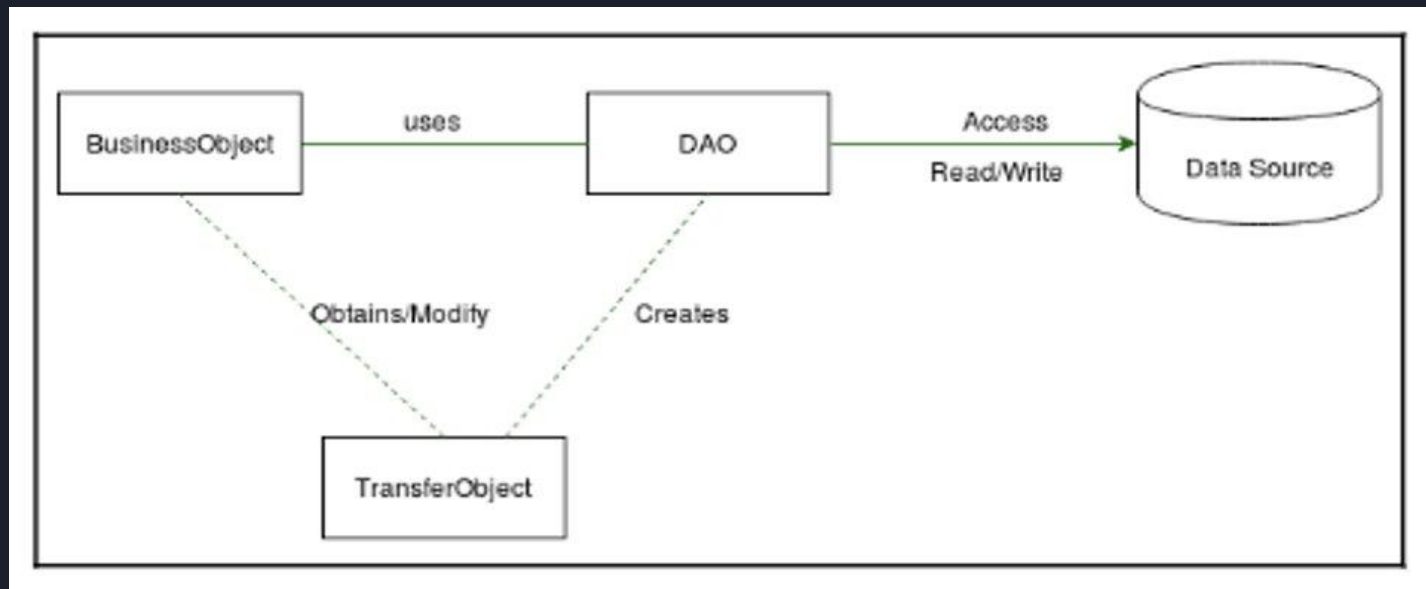 uses
Access
BusinessObject
DAO
Read/Write
Data Source
Obtains/Modify
Creates
TransferObject